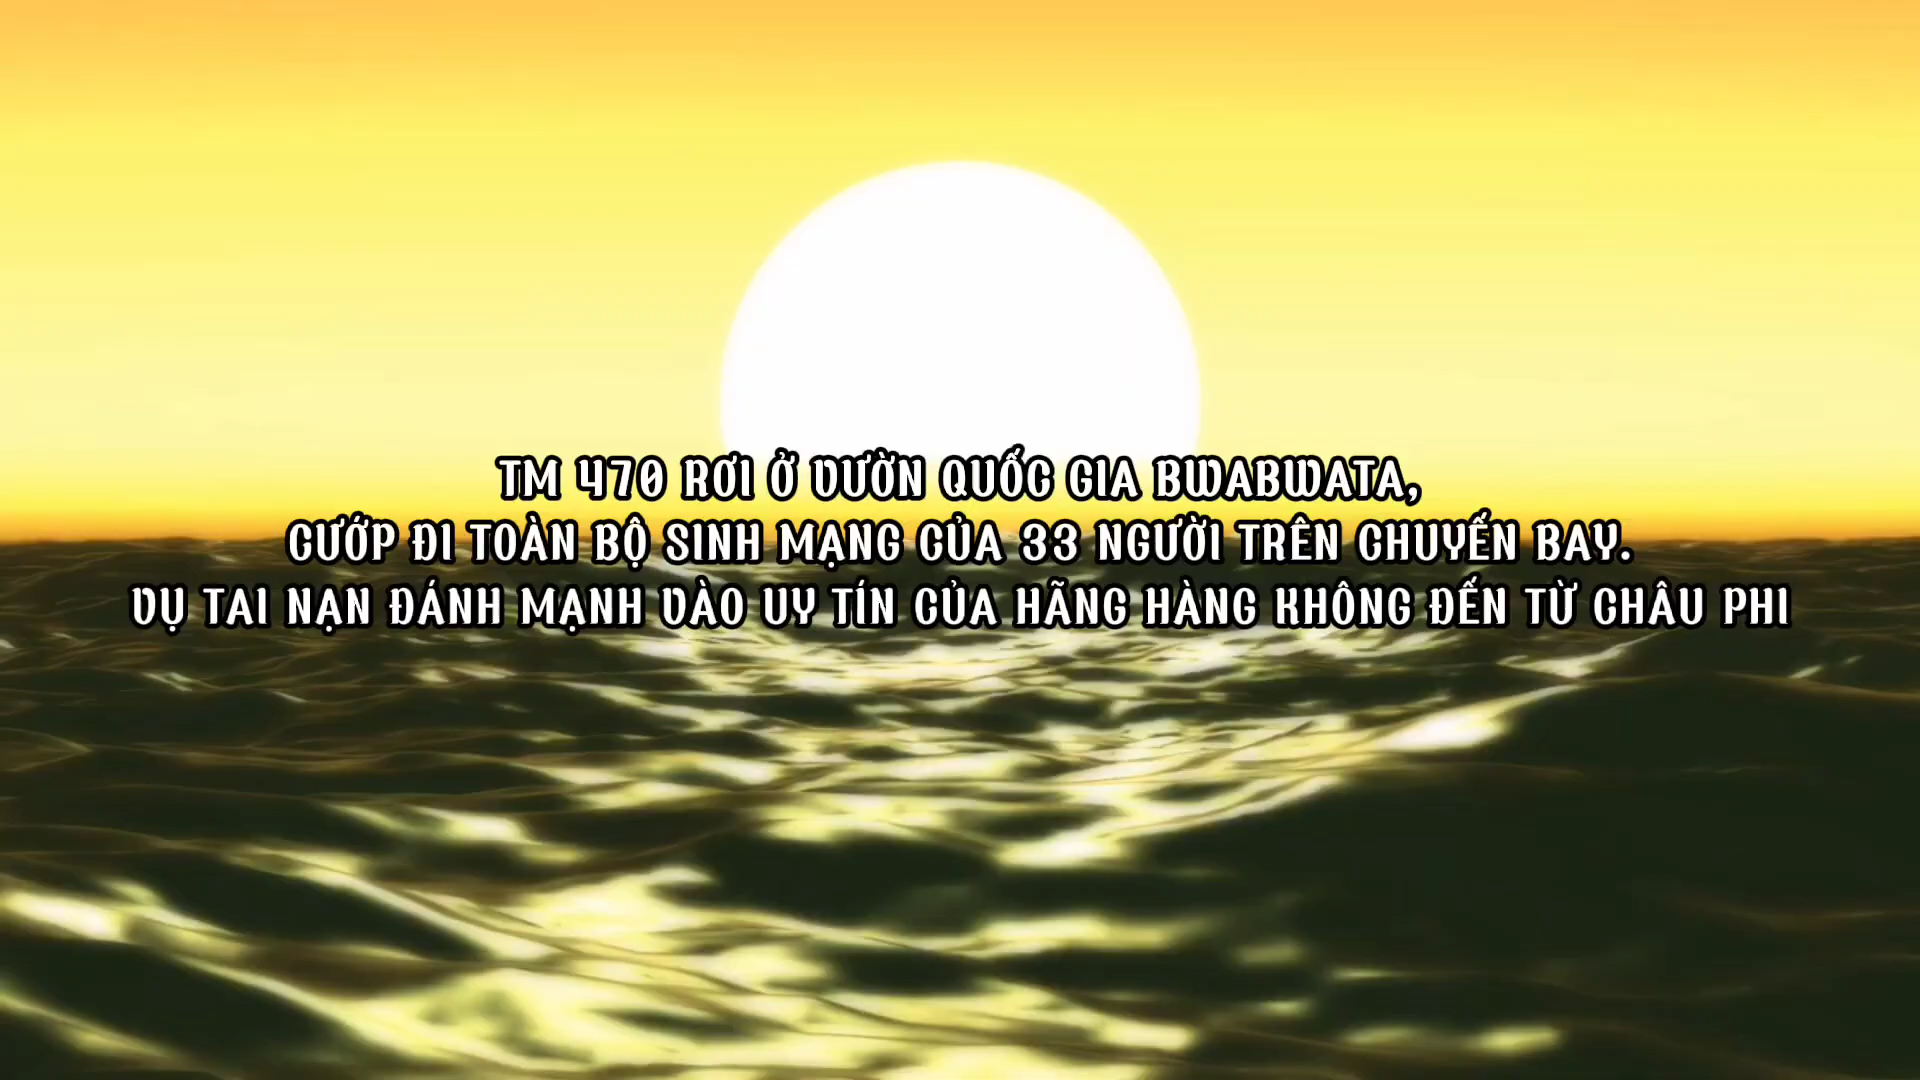 TM 470 RƠI Ở VƯỜN QUỐC GIA BWABWATA,
CƯỚP ĐI TOÀN BỘ SINH MẠNG CỦA 33 NGƯỜI TRÊN CHUYẾN BAY.
VỤ TAI NẠN ĐÁNH MẠNH VÀO UY TÍN CỦA HÃNG HÀNG KHÔNG ĐẾN TỪ CHÂU PHI